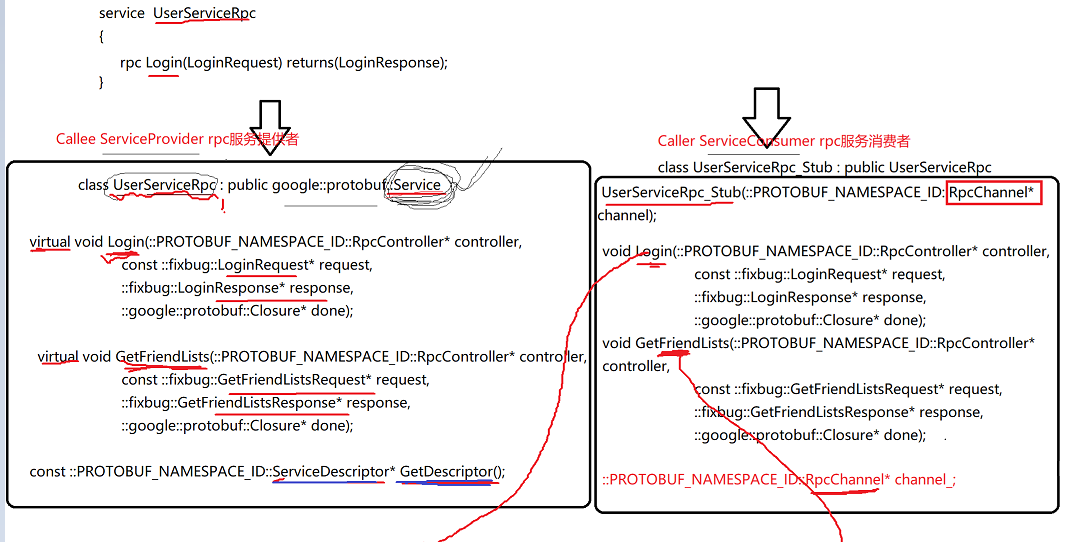 service UserServiceRpc
{
rpc Login(LoginRequest) returns(LoginResponse);
}
Callee ServiceProvider rpc服务提供者
class UserServiceRpc : public google::protobuf::Service
virtual void Login(::PROTOBUF_NAMESPACE_ID::RpcController* controller,
const ::fixbug::LoginRequest* request,
::fixbug::LoginResponse* response,
::google::protobuf::Closure* done);
virtual void GetFriendLists(::PROTOBUF_NAMESPACE_ID::RpcController* controller,
const ::fixbug::GetFriendListsRequest* request,
::fixbug::GetFriendListsResponse* response,
::google::protobuf::Closure* done);
const ::PROTOBUF_NAMESPACE_ID::ServiceDescriptor* GetDescriptor();
Caller ServiceConsumer rpc服务消费者
class UserServiceRpc_Stub : public UserServiceRpc
UserServiceRpc_Stub(::PROTOBUF_NAMESPACE_ID::RpcChannel*
channel);
void Login(::PROTOBUF_NAMESPACE_ID::RpcController* controller,
const ::fixbug::LoginRequest* request,
::fixbug::LoginResponse* response,
::google::protobuf::Closure* done);
void GetFriendLists(::PROTOBUF_NAMESPACE_ID::RpcController*
controller,
const ::fixbug::GetFriendListsRequest* request,
::fixbug::GetFriendListsResponse* response,
::google::protobuf::Closure* done);
::PROTOBUF_NAMESPACE_ID::RpcChannel* channel_;